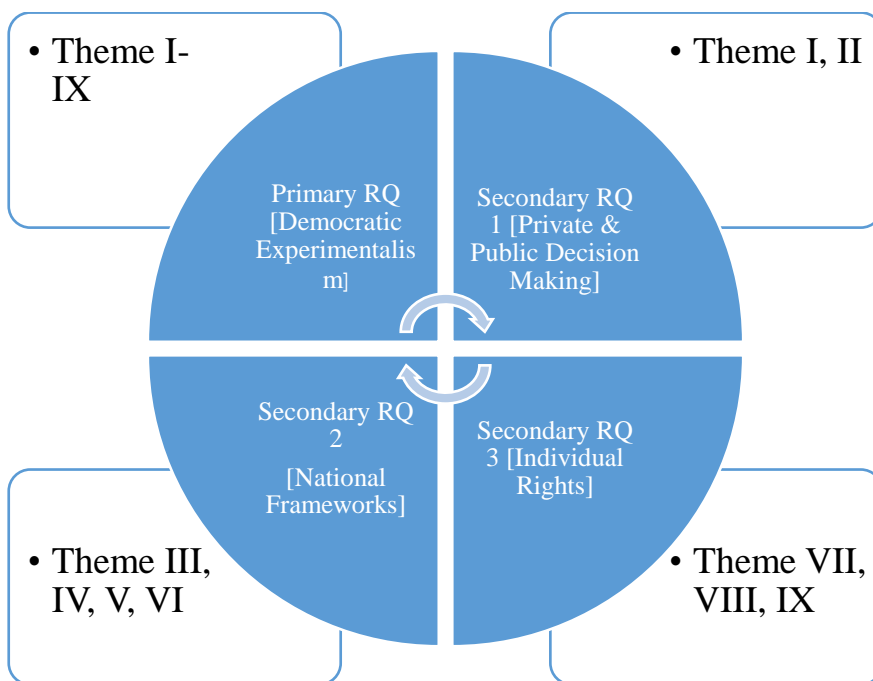 • Theme I-
IX
• Theme I, II
Primary RQ
[Democratic
Experimentalis
m]
Secondary RQ
1 [Private &
Public Decision
Making]
Secondary RQ
2
[National
Frameworks]
Secondary RQ
3 [Individual
Rights]
• Theme III,
IV, V, VI
• Theme VII,
VIII, IX